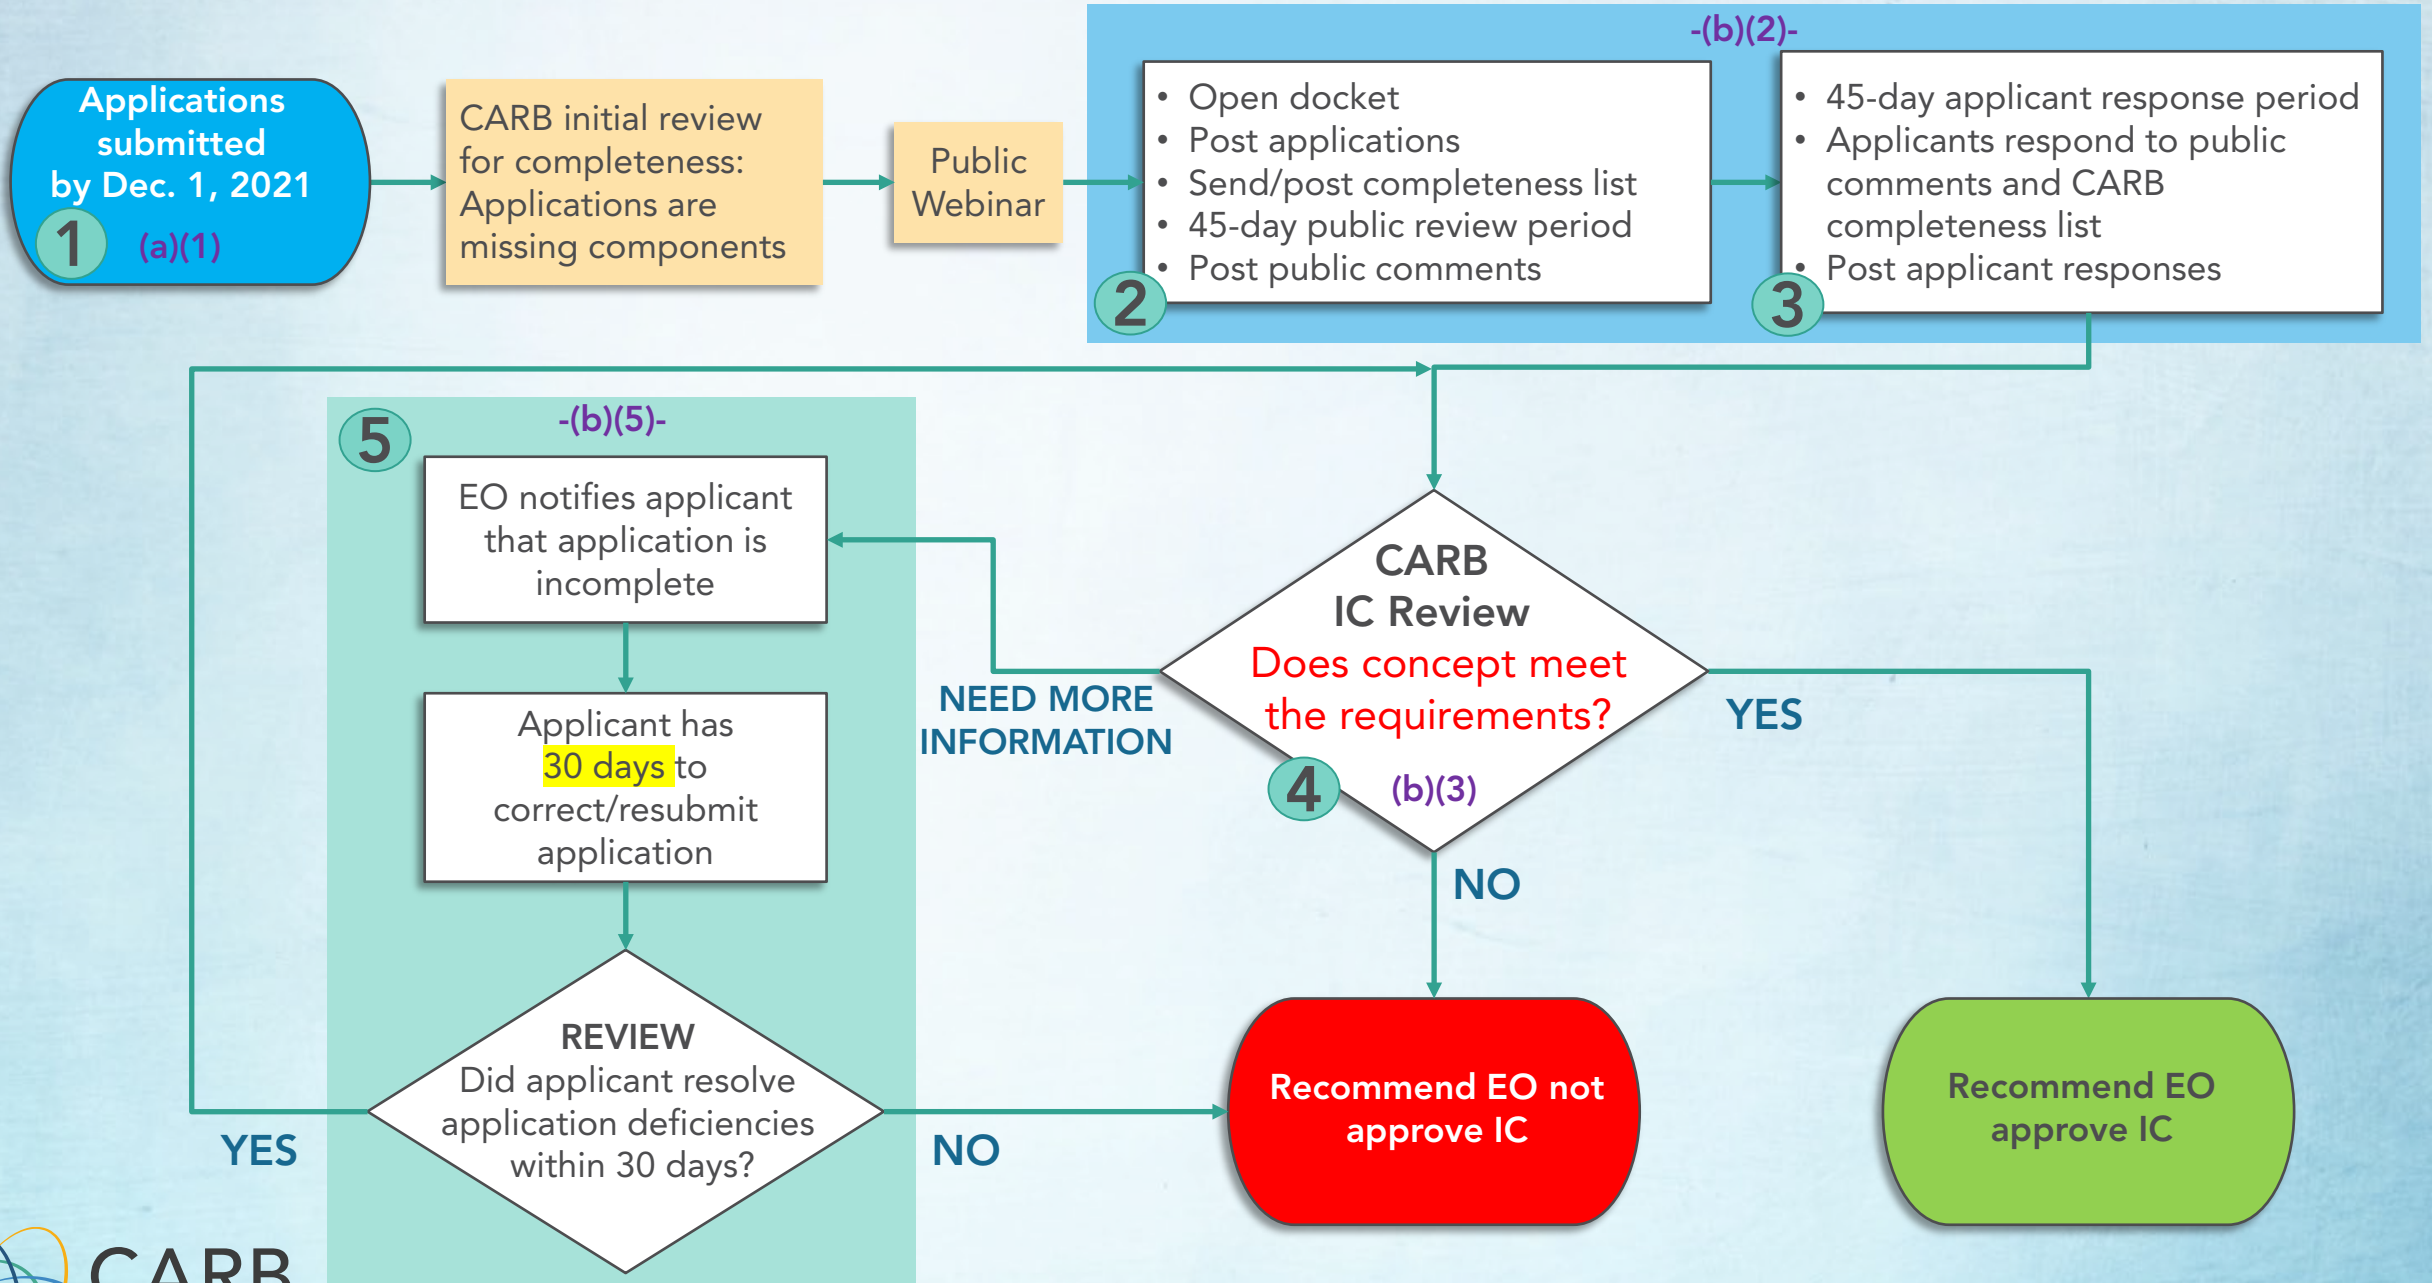 Applications
submitted
by Dec. 1, 2021
1
(a)(1)
CARB initial review
for completeness:
Applications are
missing components
Public
Webinar
-(b)(2)-
• Open docket
• Post applications
• Send/post completeness list
• 45-day public review period
• Post public comments
2
• 45-day applicant response period
• Applicants respond to public
comments and CARB
completeness list
• Post applicant responses
3
5
-(b)(5)-
EO notifies applicant
that application is
incomplete
Applicant has
30 days to
correct/resubmit
application
REVIEW
Did applicant resolve
application deficiencies
within 30 days?
YES
NO
NEED MORE
INFORMATION
CARB
IC Review
Does concept meet
the requirements?
4
(b)(3)
YES
NO
Recommend EO not
approve IC
Recommend EO
approve IC
CARB